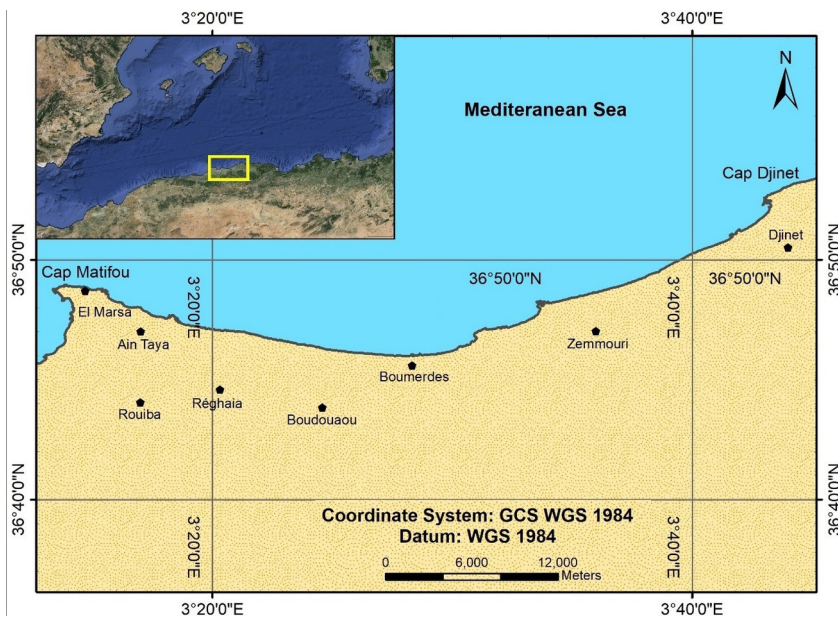 3°20'0"E
3°40'0"E
N
Mediteranean Sea
Cap Djinet
Djinet
36°50'0"N
Cap Matifou
3°20'0"E
36°50'0"N
3°40'0"E
36°50'0"N
36°50'0"N
El Marsa
Ain Taya
Zemmouri
Boumerdes
Rouiba
Réghaia
Boudouaou
36°40'0"N
36°40'0"N
Coordinate System: GCS WGS 1984
Datum: WGS 1984
3°20'0"E
3°40'0"E
0 6,000 12,000
Meters
3°20'0"E
3°40'0"E